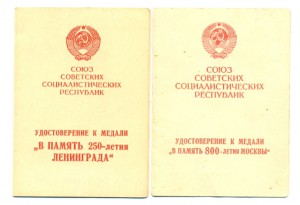 СОЮЗ
СОВЕТСКИХ
СОЦИАЛИСТИЧЕСКИХ
РЕСПУБЛИК
УДОСТОВЕРЕНИЕ К МЕДАЛИ
„В ПАМЯТЬ 250-летия
ЛЕНИНГРАДА“
СОЮЗ
СОВЕТСКИХ
СОЦИАЛИСТИЧЕСКИХ
РЕСПУБЛИК
УДОСТОВЕРЕНИЕ К МЕДАЛИ
„В ПАМЯТЬ 800-летия МОСКВЫ“